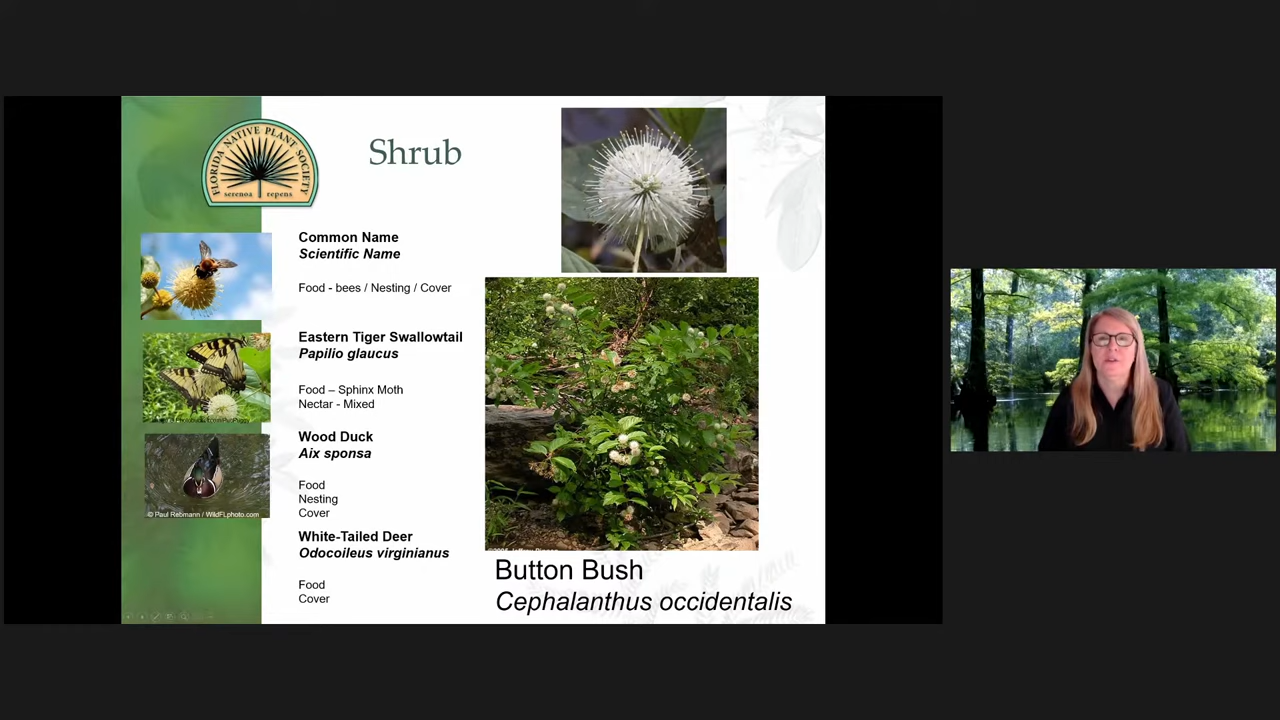 FLORIDA NATIVE PLANT SOCIETY
serenoa repens
Shrub
Common Name
Scientific Name
Food - bees / Nesting / Cover
Eastern Tiger Swallowtail
Papilio glaucus
Food – Sphinx Moth
Nectar - Mixed
Wood Duck
Aix sponsa
© Paul Rebmann / WildFLphoto.com
Food
Nesting
Cover
White-Tailed Deer
Odocoileus virginianus
Food
Cover
Button Bush
Cephalanthus occidentalis